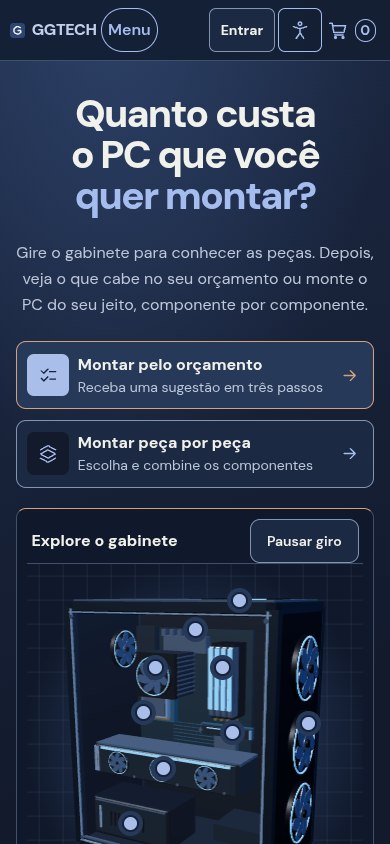 GGTECH Menu Entrar 0
Quanto custa
o PC que você
quer montar?
Gire o gabinete para conhecer as peças. Depois,
veja o que cabe no seu orçamento ou monte o
PC do seu jeito, componente por componente.
Montar pelo orçamento
Receba uma sugestão em três passos
Montar peça por peça
Escolha e combine os componentes
Explore o gabinete Pausar giro